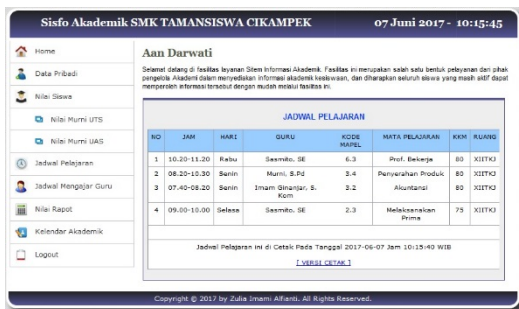 Sisfo Akademik SMK TAMANSISWA CIKAMPEK 07 Juni 2017 - 10:15:45
Home
Data Pribadi
Nilai Siswa
Nilai Murni UTS
Nilai Murni UAS
Jadwal Pelajaran
Jadwal Mengajar Guru
Nilai Rapot
Kelendar Akademik
Logout
Aan Darwati
Selamat datang di fasilitas layanan Sitem Informasi Akademik. Fasilitas ini merupakan salah satu bentuk pelayanan dari pihak
pengelola Akademi dalam menyediakan informasi akademik kesiswaan, dan diharapkan seluruh siswa yang masih aktif dapat
memperoleh informasi tersebut dengan mudah melalui fasilitas ini.
JADWAL PELAJARAN
NO JAM HARI GURU KODE MAPEL MATA PELAJARAN KKM RUANG
1 10.20-11.20 Rabu Sasmito, SE 6.3 Prof. Bekerja 80 XIITKJ
2 08.20-10.30 Senin Murni, S.Pd 3.4 Penyerahan Produk 80 XIITKJ
3 07.40-08.20 Senin Imam Ginanjar, S. Kom 3.2 Akuntansi 80 XIITKJ
4 09.00-10.00 Selasa Sasmito, SE 2.3 Melaksanakan Prima 75 XIITKJ
Jadwal Pelajaran ini di Cetak Pada Tanggal 2017-06-07 Jam 10:15:40 WIB
[ VERSI CETAK ]
Copyright © 2017 by Zulia Imami Alfianti. All Rights Reserved.